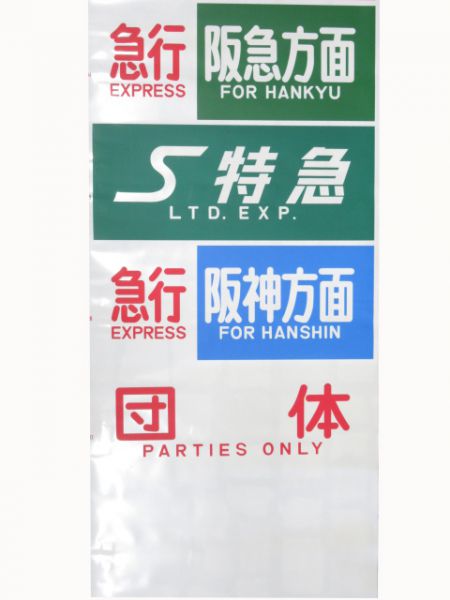 急行 阪急方面
EXPRESS FOR HANKYU
S 特急
LTD. EXP.
急行 阪神方面
EXPRESS FOR HANSHIN
団 体
PARTIES ONLY